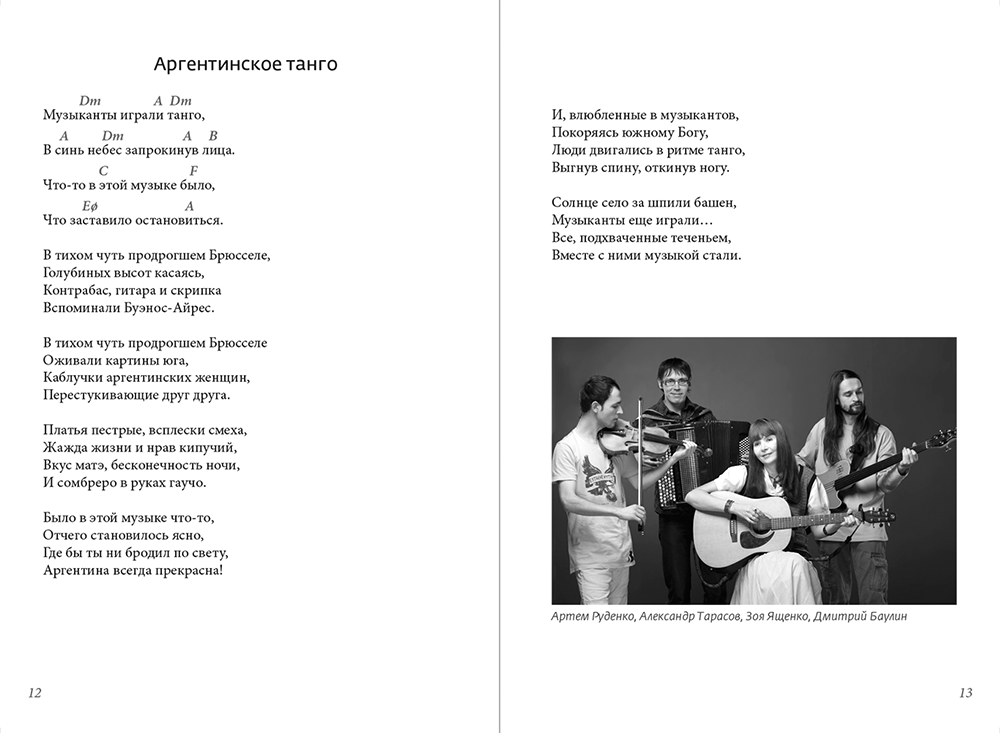 Аргентинское танго
Dm A Dm
Музыканты играли танго,
A Dm A B
В синь небес запрокинув лица.
C F
Что-то в этой музыке было,
Eø A
Что заставило остановиться.
В тихом чуть продрогшем Брюсселе,
Голубиных высот касаясь,
Контрабас, гитара и скрипка
Вспоминали Буэнос-Айрес.
В тихом чуть продрогшем Брюсселе
Оживали картины юга,
Каблучки аргентинских женщин,
Перестукивающие друг друга.
Платья пестрые, всплески смеха,
Жажда жизни и нрав кипучий,
Вкус матэ, бесконечность ночи,
И сомбреро в руках гаучо.
Было в этой музыке что-то,
Отчего становилось ясно,
Где бы ты ни бродил по свету,
Аргентина всегда прекрасна!
12
И, влюбленные в музыкантов,
Покоряясь южному Богу,
Люди двигались в ритме танго,
Выгнув спину, откинув ногу.
Солнце село за шпили башен,
Музыканты еще играли…
Все, подхваченные теченьем,
Вместе с ними музыкой стали.
Артем Руденко, Александр Тарасов, Зоя Ященко, Дмитрий Баулин
13